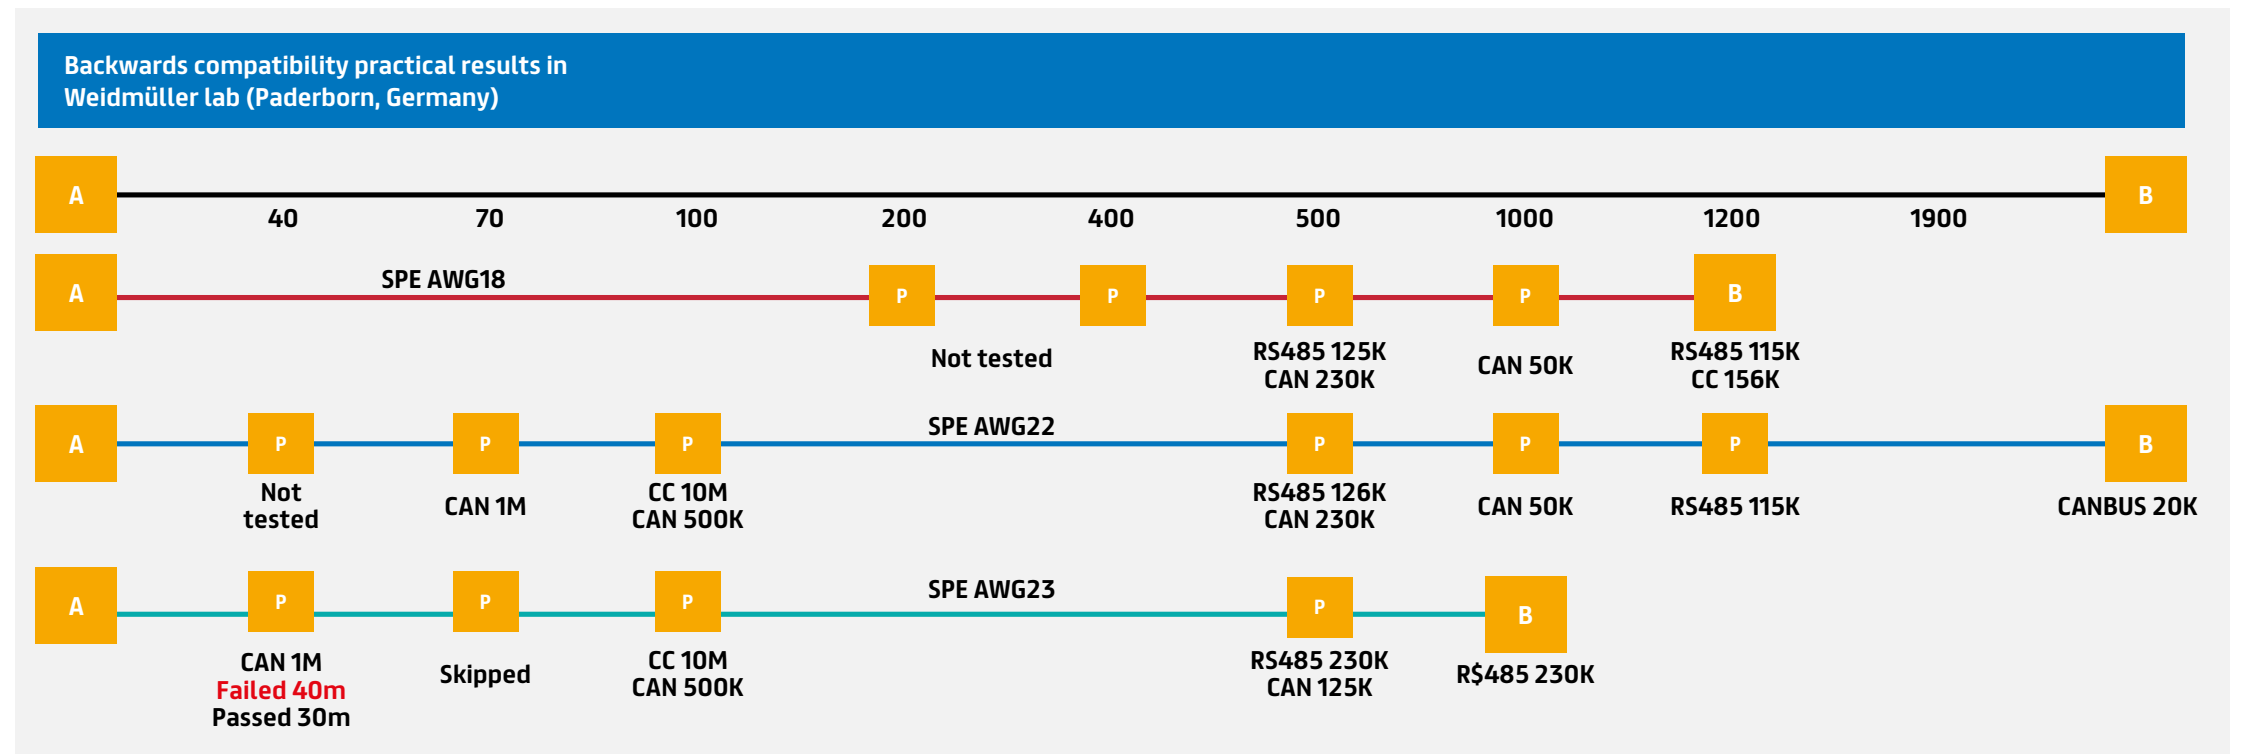 Backwards compatibility practical results in
Weidmüller lab (Paderborn, Germany)
A B
40 70 100 200 400 500 1000 1200 1900
SPE AWG18
A P P P P B
Not tested
RS485 125K
CAN 230K
CAN 50K
RS485 115K
CC 156K
SPE AWG22
A P P P P P P B
Not
tested
CAN 1M
CC 10M
CAN 500K
RS485 126K
CAN 230K
CAN 50K
RS485 115K
CANBUS 20K
SPE AWG23
A P P P P B
CAN 1M
Failed 40m
Passed 30m
Skipped
CC 10M
CAN 500K
RS485 230K
CAN 125K
R$485 230K